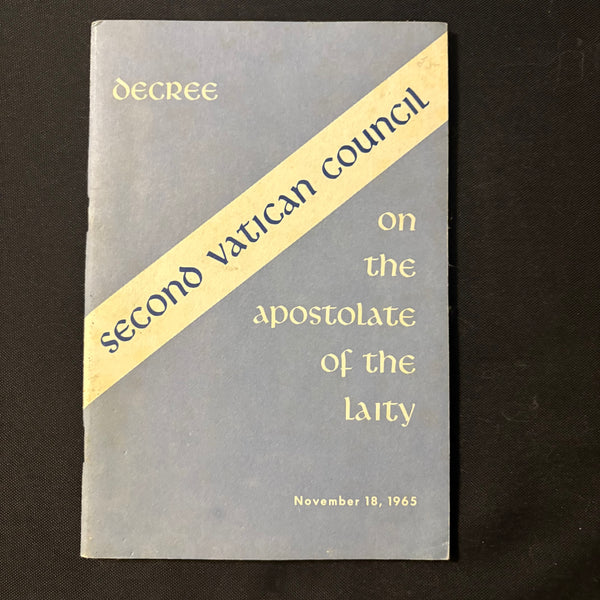 Decree
Second Vatican Council
on
the
apostolate
of the
laity
November 18, 1965